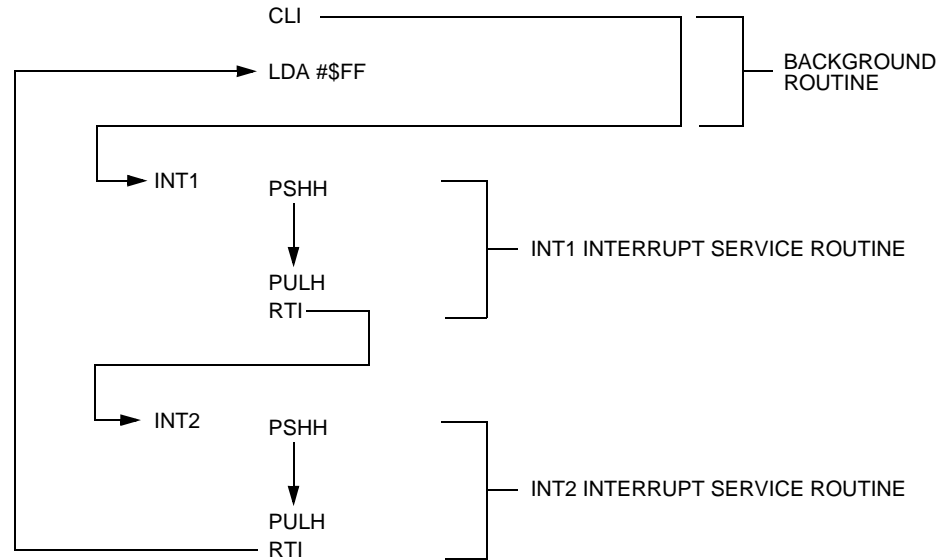 CLI
LDA #$FF
BACKGROUND
ROUTINE
INT1
PSHH
INT1 INTERRUPT SERVICE ROUTINE
PULH
RTI
INT2
PSHH
INT2 INTERRUPT SERVICE ROUTINE
PULH
RTI